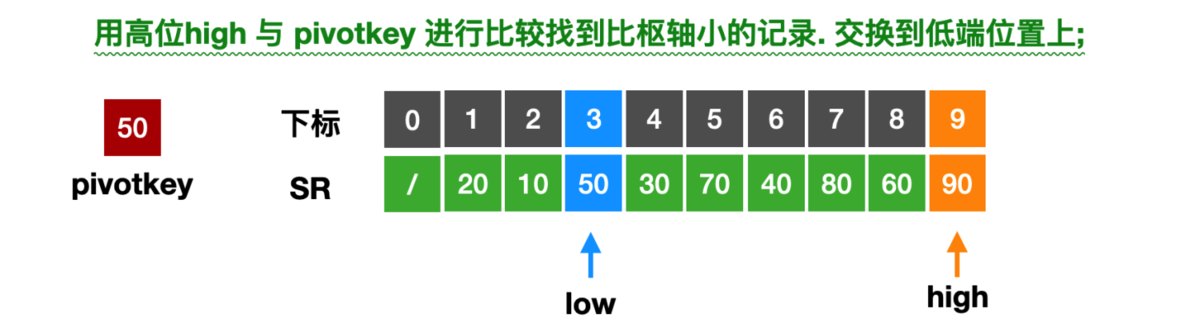 用高位high 与 pivotkey 进行比较找到比枢轴小的记录. 交换到低端位置上;
50 下标 0 1 2 3 4 5 6 7 8 9
pivotkey SR / 20 10 50 30 70 40 80 60 90
low high